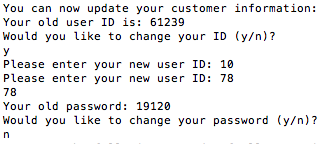 You can now update your customer information:
Your old user ID is: 61239
Would you like to change your ID (y/n)?
y
Please enter your new user ID: 10
Please enter your new user ID: 78
78
Your old password: 19120
Would you like to change your password (y/n)?
n